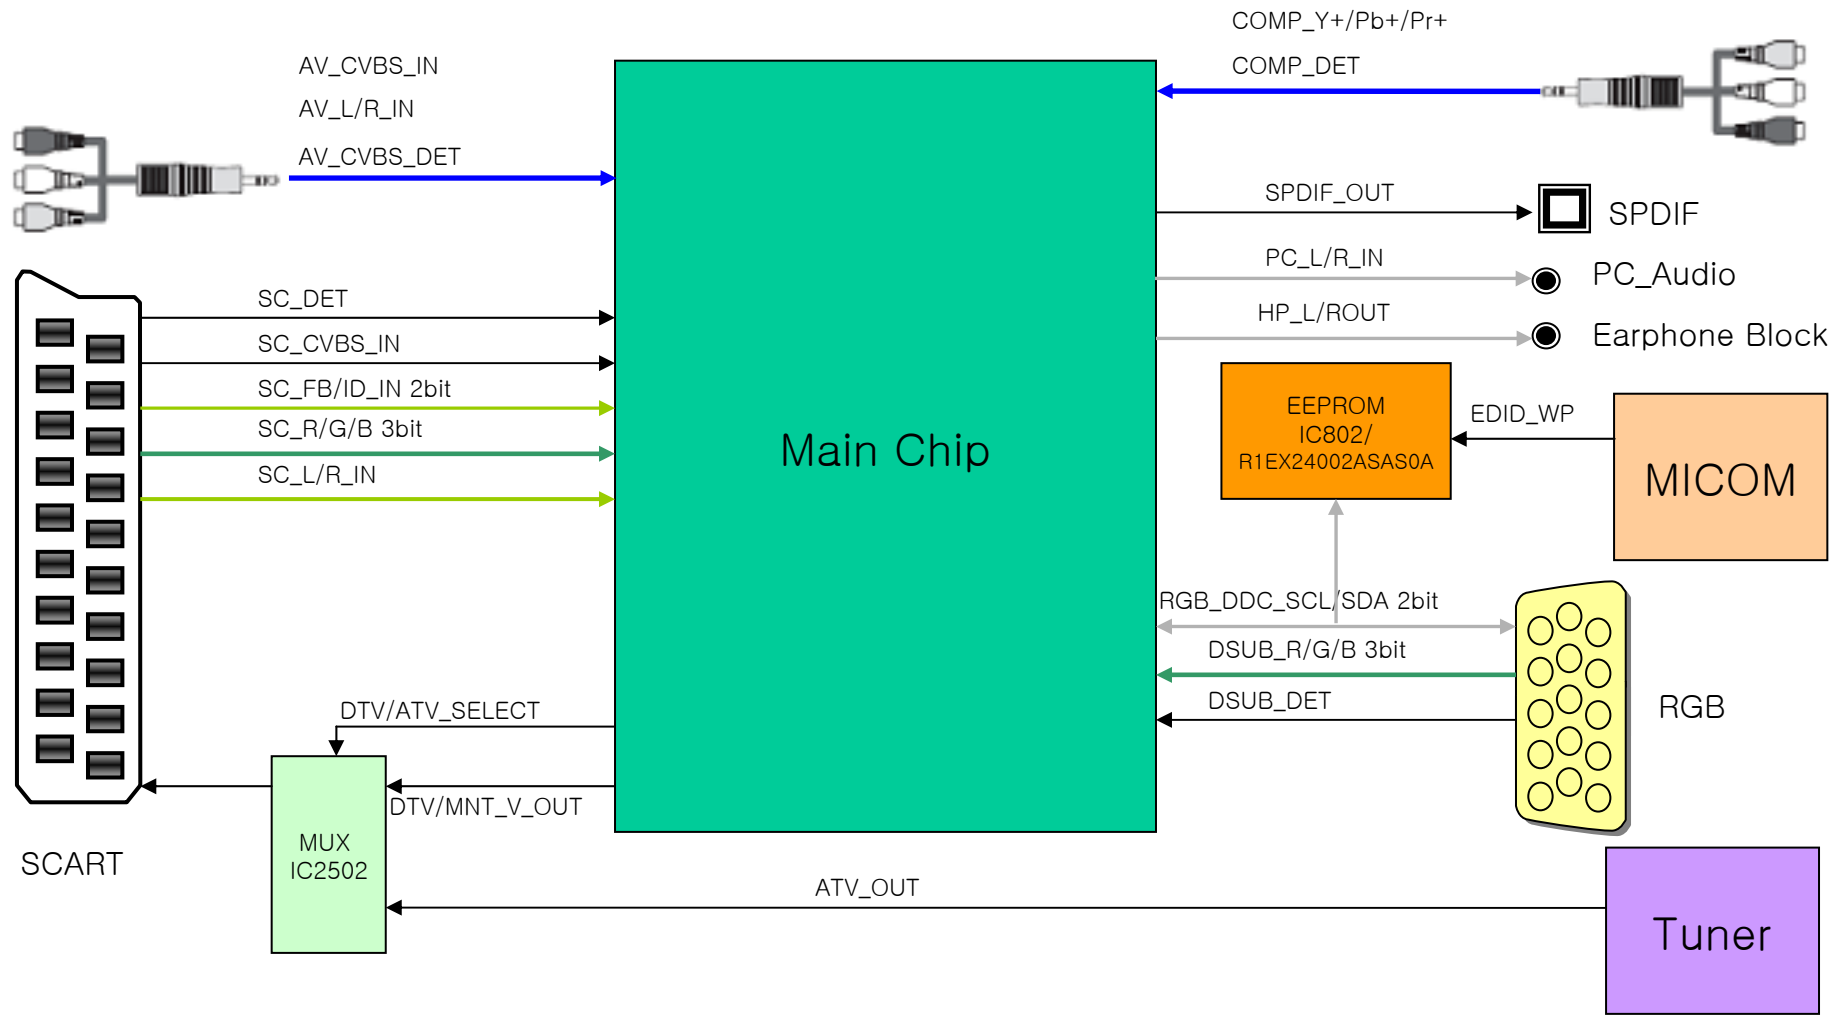 COMP_Y+/Pb+/Pr+
COMP_DET
AV_CVBS_IN
AV_L/R_IN
AV_CVBS_DET
SPDIF_OUT
SPDIF
PC_L/R_IN
PC_Audio
HP_L/ROUT
Earphone Block
SC_DET
SC_CVBS_IN
SC_FB/ID_IN 2bit
SC_R/G/B 3bit
SC_L/R_IN
Main Chip
EEPROM
IC802/
R1EX24002ASAS0A
EDID_WP
MICOM
RGB_DDC_SCL/SDA 2bit
DSUB_R/G/B 3bit
DSUB_DET
RGB
DTV/ATV_SELECT
DTV/MNT_V_OUT
MUX
IC2502
SCART
ATV_OUT
Tuner